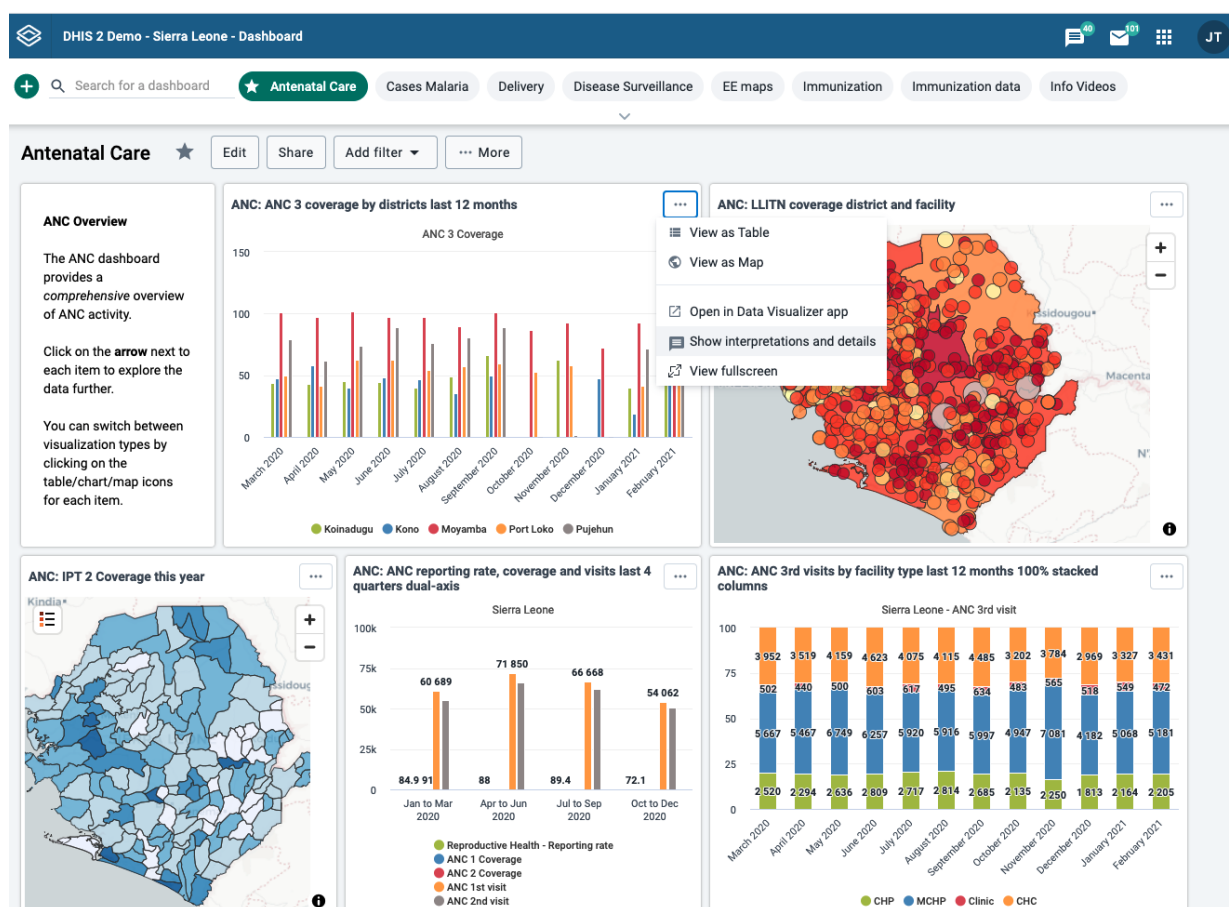 DHIS 2 Demo - Sierra Leone - Dashboard
40
101
JT
Search for a dashboard
Antenatal Care
Cases Malaria
Delivery
Disease Surveillance
EE maps
Immunization
Immunization data
Info Videos
Antenatal Care
Edit
Share
Add filter
More
ANC Overview
The ANC dashboard
provides a
comprehensive overview
of ANC activity.
Click on the arrow next to
each item to explore the
data further.
You can switch between
visualization types by
clicking on the
table/chart/map icons
for each item.
ANC: ANC 3 coverage by districts last 12 months
ANC 3 Coverage
150
100
50
0
March 2020
April 2020
May 2020
June 2020
July 2020
August 2020
September 2020
October 2020
November 2020
December 2020
January 2021
February 2021
Koinadugu
Kono
Moyamba
Port Loko
Pujehun
View as Table
View as Map
Open in Data Visualizer app
Show interpretations and details
View fullscreen
ANC: LLITN coverage district and facility
+
−
ssidougou
Macenta
ANC: IPT 2 Coverage this year
Kindia
+
−
ssidoug
ANC: ANC reporting rate, coverage and visits last 4
quarters dual-axis
Sierra Leone
100k
75k
50k
25k
0
60 689
71 850
66 668
54 062
84.9 91
88
89.4
72.1
Jan to Mar
2020
Apr to Jun
2020
Jul to Sep
2020
Oct to Dec
2020
Reproductive Health - Reporting rate
ANC 1 Coverage
ANC 2 Coverage
ANC 1st visit
ANC 2nd visit
ANC: ANC 3rd visits by facility type last 12 months 100% stacked
columns
Sierra Leone - ANC 3rd visit
100
75
50
25
0
3 952 3 519 4 159 4 623 4 075 4 115 4 485 3 202 3 784 2 969 3 327 3 431
502 440 500 603 617 495 634 483 565 518 549 472
5 667 5 467 6 749 6 257 5 920 5 916 5 997 4 947 7 081 4 182 5 068 5 181
2 520 2 294 2 636 2 809 2 717 2 814 2 685 2 135 2 250 1 813 2 164 2 205
March 2020
April 2020
May 2020
June 2020
July 2020
August 2020
September 2020
October 2020
November 2020
December 2020
January 2021
February 2021
CHP
MCHP
Clinic
CHC